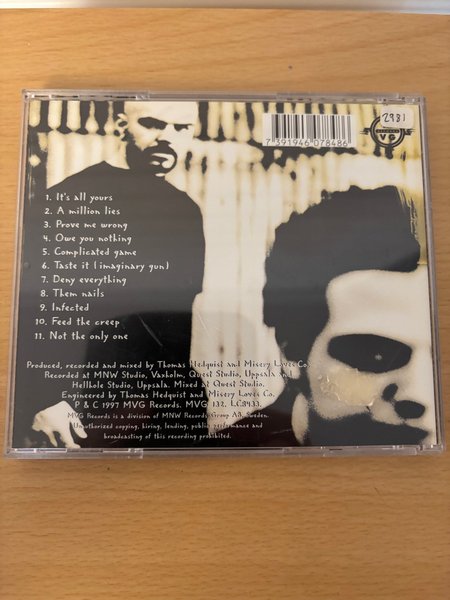 2981
VG
7 391946 078486
1. It's all yours
2. A million lies
3. Prove me wrong
4. Owe you nothing
5. Complicated game
6. Taste it (imaginary gun)
7. Deny everything
8. Them nails
9. Infected
10. Feed the creep
11. Not the only one
Produced, recorded and mixed by Thomas Hedquist and Misery Loves Co.
Recorded at MNW Studio, Vaxholm, Quest Studio, Uppsala and
Hellhole Studio, Uppsala. Mixed at Quest Studio.
Engineered by Thomas Hedquist and Misery Loves Co.
P & C 1997 MVG Records. MVG 132. LC8433.
MVG Records is a division of MNW Records Group AB, Sweden.
Unauthorized copying, hiring, lending, public performance and
broadcasting of this recording prohibited.